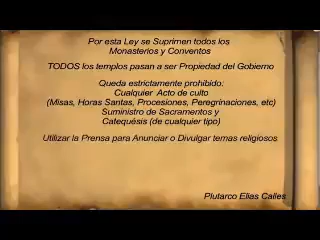 Por esta Ley se Suprimen todos los
Monasterios y Conventos
TODOS los templos pasan a ser Propiedad del Gobierno
Queda estrictamente prohibido:
Cualquier Acto de culto
(Misas, Horas Santas, Procesiones, Peregrinaciones, etc)
Suministro de Sacramentos y
Catequésis (de cualquier tipo)
Utilizar la Prensa para Anunciar o Divulgar temas religiosos
Plutarco Elías Calles